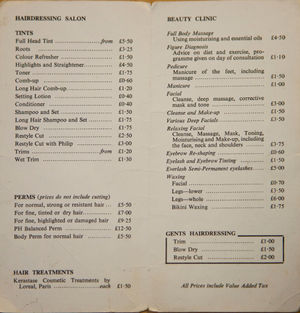 HAIRDRESSING SALON
TINTS
Full Head Tint ... from £5·50
Roots £3·25
Colour Refresher £1·50
Highlights and Streaking £4·50
Toner £1·75
Comb-up £0·60
Long Hair Comb-up £1·20
Setting Lotion £0·40
Conditioner £0·40
Shampoo and Set £1·50
Long Hair Shampoo and Set £1·75
Blow Dry £1·75
Restyle Cut £2·50
Restyle Cut with Philip £3·00
Trims ... from £1·20
Wet Trim £1·50
PERMS (prices do not include cutting)
For normal, strong or resistant hair ... £5·50
For fine, tinted or dry hair £7·00
For fine, highlighted or damaged hair £9·25
PH Balanced Perm £12·50
Body Perm for normal hair £5·50
HAIR TREATMENTS
Kerastase Cosmetic Treatments by
Loreal, Paris ... each £1·50
BEAUTY CLINIC
Full Body Massage
Using moisturising and essential oils £4·50
Figure Diagnosis
Advice on diet and exercise, programme
given on day of consultation £1·10
Pedicure
Manicure of the feet, including
massage £1·50
Manicure £1·00
Facial
Cleanse, deep massage, corrective
mask and tone £3·00
Cleanse and Make-up £1·50
Various Deep Facials £3·50
Relaxing Facial
Cleanse, Massage, Mask, Toning,
Moisturising and Make-up, including
the face, neck and shoulders £3·75
Eyebrow Re-shaping £0·60
Eyelash and Eyebrow Tinting £1·50
Eyelash Semi-Permanent eyelashes £5·00
Waxing
Facial £0·70
Legs—lower £3·50
Legs—whole £6·00
Bikini Waxing £1·75
GENTS HAIRDRESSING
Trim £1·00
Blow Dry £1·50
Restyle Cut £2·00
All Prices include Value Added Tax